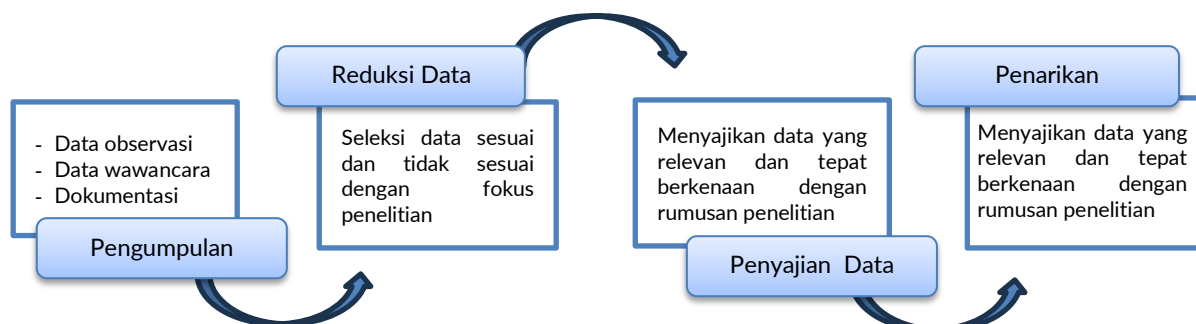 - Data observasi
- Data wawancara
- Dokumentasi
Pengumpulan
Reduksi Data
Seleksi data sesuai
dan tidak sesuai
dengan fokus
penelitian
Menyajikan data yang
relevan dan tepat
berkenaan dengan
rumusan penelitian
Penyajian Data
Penarikan
Menyajikan data yang
relevan dan tepat
berkenaan dengan
rumusan penelitian